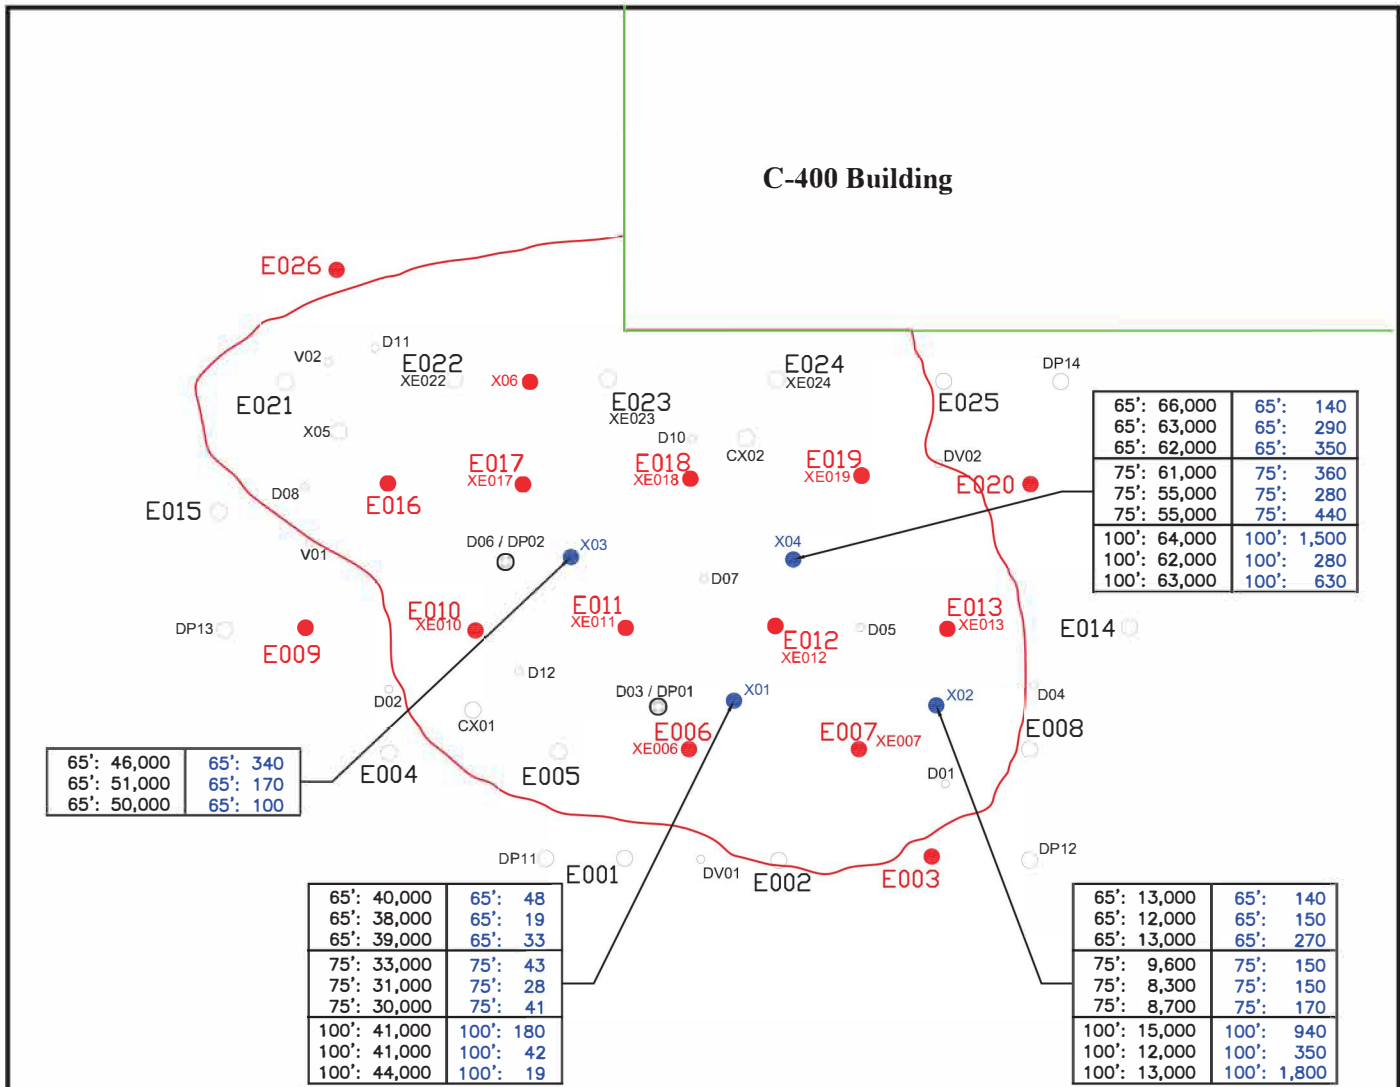 C-400 Building
E026
D11
V02
E022
XE022
X06
E023
XE023
E024
XE024
DP14
E021
E025
X05
D10
CX02
DV02
65': 66,000 65': 140
65': 63,000 65': 290
65': 62,000 65': 350
75': 61,000 75': 360
75': 55,000 75': 280
75': 55,000 75': 440
100': 64,000 100': 1,500
100': 62,000 100': 280
100': 63,000 100': 630
E017
XE017
E018
XE018
E019
XE019
E020
D08
E016
E015
V01
D06 / DP02
X03
X04
D07
DP13
E009
E010
XE010
E011
XE011
E012
XE012
D05
E013
XE013
E014
D12
D02
CX01
D03 / DP01
X01
X02
D04
E004
E005
E006
XE006
E007
XE007
E008
D01
65': 46,000 65': 340
65': 51,000 65': 170
65': 50,000 65': 100
DP11
E001
DV01
E002
E003
DP12
65': 40,000 65': 48
65': 38,000 65': 19
65': 39,000 65': 33
75': 33,000 75': 43
75': 31,000 75': 28
75': 30,000 75': 41
100': 41,000 100': 180
100': 41,000 100': 42
100': 44,000 100': 19
65': 13,000 65': 140
65': 12,000 65': 150
65': 13,000 65': 270
75': 9,600 75': 150
75': 8,300 75': 150
75': 8,700 75': 170
100': 15,000 100': 940
100': 12,000 100': 350
100': 13,000 100': 1,800